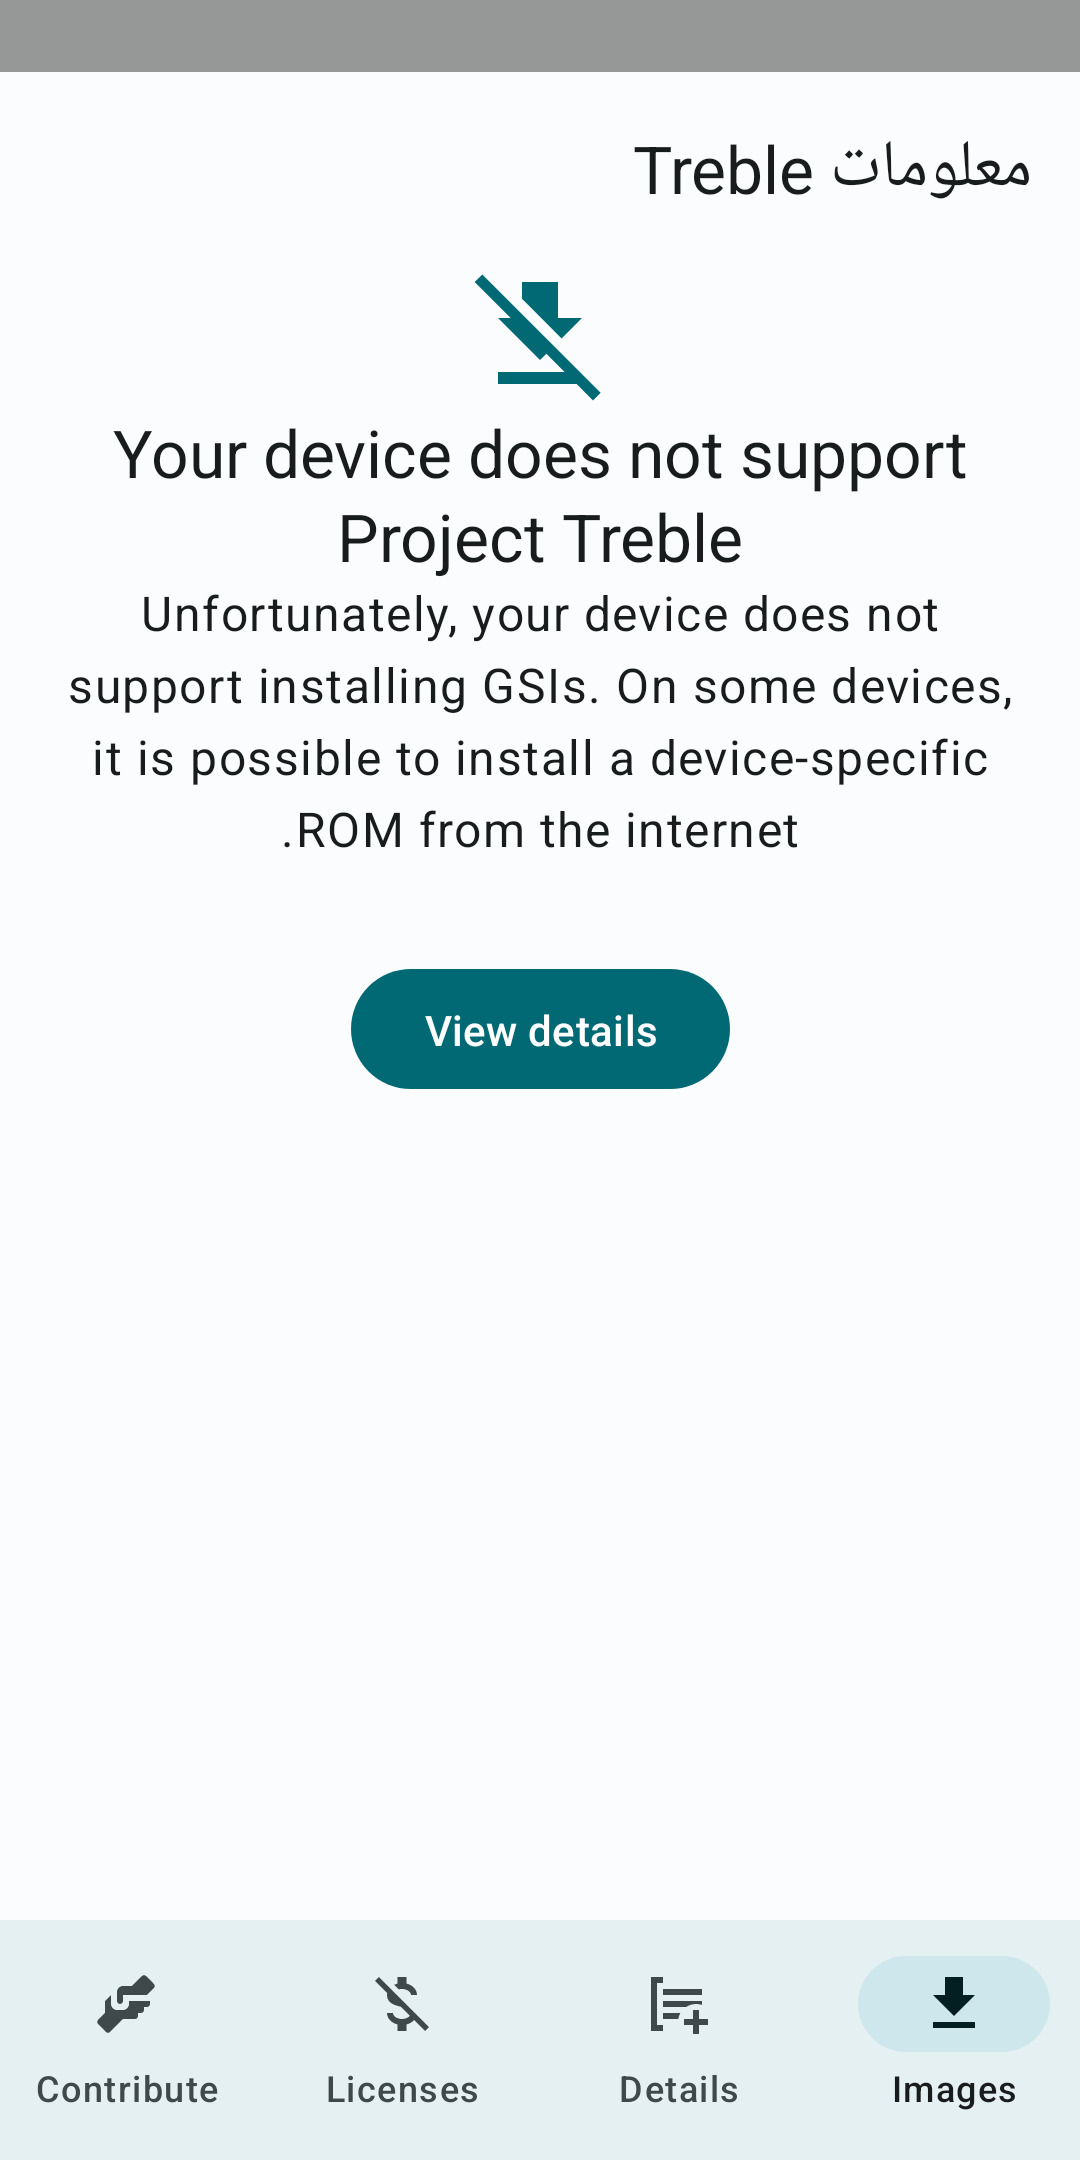 معلومات Treble
Your device does not support
Project Treble
Unfortunately, your device does not
support installing GSIs. On some devices,
it is possible to install a device-specific
.ROM from the internet
View details
Contribute
Licenses
Details
Images